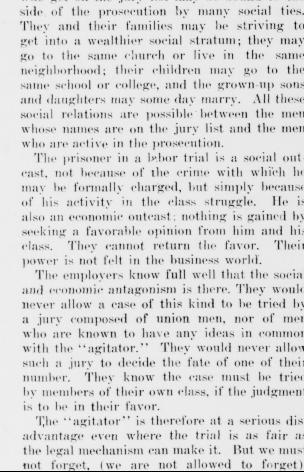 side of the prosecution by many social ties.
They and their families may be striving to
get into a wealthier social stratum; they may
go to the same church or live in the same
neighborhood; their children may go to the
same school or college, and the grown-up sons
and daughters may some day marry. All these
social relations are possible between the men
whose names are on the jury list and the men
who are active in the prosecution.
The prisoner in a labor trial is a social out
cast, not because of the crime with which he
may be formally charged, but simply because
of his activity in the class struggle. He is
also an economic outcast; nothing is gained by
seeking a favorable opinion from him and his
class. They cannot return the favor. Their
power is not felt in the business world.
The employers know full well that the social
and economic antagonism is there. They would
never allow a case of this kind to be tried by
a jury composed of union men, nor of men
who are known to have any ideas in common
with the "agitator." They would never allow
such a jury to decide the fate of one of their
number. They know the case must be tried
by members of their own class, if the judgment
is to be in their favor.
The "agitator" is therefore at a serious dis
advantage even where the trial is as fair as
the legal mechanism can make it. But we must
not forget, (we are not allowed to forget)